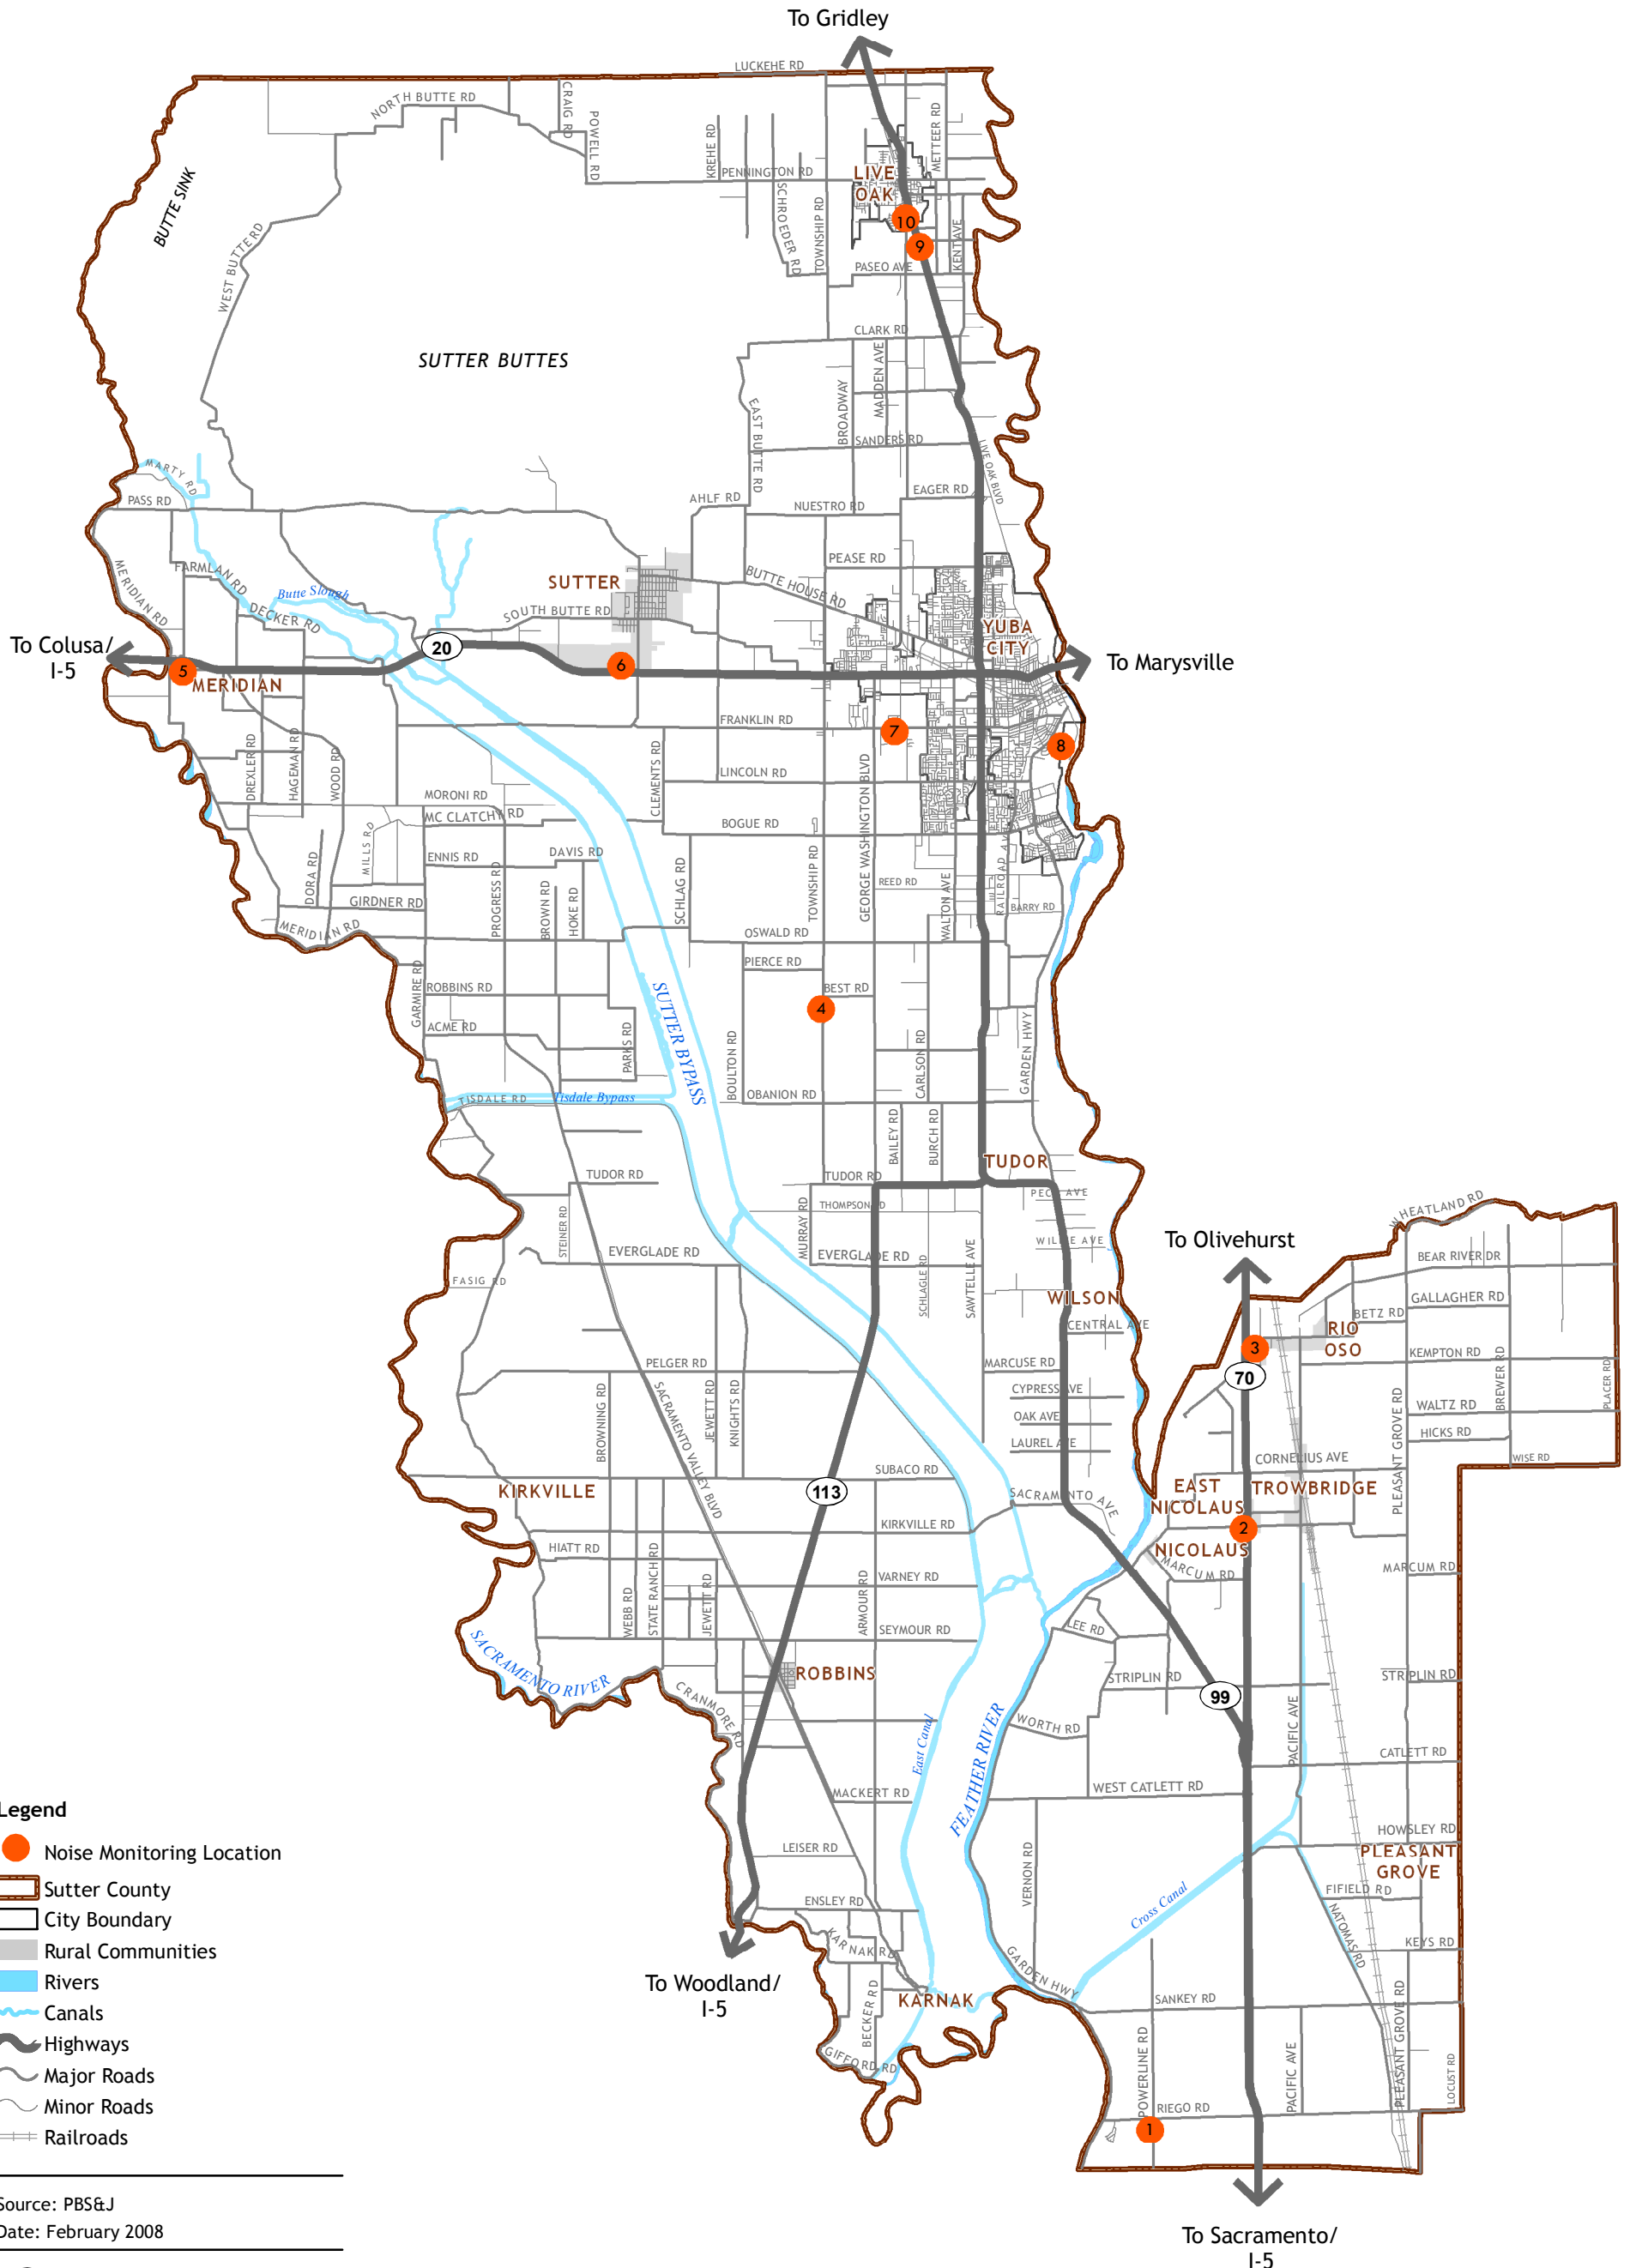 To Gridley
LUCKEHE RD
NORTH BUTTE RD
CRAIG RD
POWELL RD
KREHE RD
PENNINGTON RD
SCHROEDER RD
TOWNSHIP RD
METTEER RD
LIVE
OAK
10
9
KENT AVE
PASEO AVE
BUTTE SINK
WEST BUTTE RD
SUTTER BUTTES
CLARK RD
BROADWAY
MADDEN AVE
EAST BUTTE RD
SANDERS RD
LIVE OAK BLVD
EAGER RD
AHLF RD
NUESTRO RD
MARTY RD
PASS RD
PEASE RD
BUTTE HOUSE RD
MERIDIAN RD
FARMLAN RD
Butte Slough
DECKER RD
SUTTER
SOUTH BUTTE RD
YUBA
CITY
To Colusa/
I-5
20
To Marysville
5
MERIDIAN
6
FRANKLIN RD
7
8
DREXLER RD
HAGEMAN RD
WOOD RD
CLEMENTS RD
LINCOLN RD
GEORGE WASHINGTON BLVD
MORONI RD
MC CLATCHY RD
BOGUE RD
MILLS RD
DORA RD
ENNIS RD
DAVIS RD
PROGRESS RD
BROWN RD
HOKE RD
SCHLAG RD
TOWNSHIP RD
REED RD
WALTON AVE
RAILROAD AVE
BARRY RD
GIRDNER RD
MERIDIAN RD
OSWALD RD
PIERCE RD
GARMIRE RD
ROBBINS RD
BEST RD
4
SUTTER BYPASS
ACME RD
PARKS RD
BOULTON RD
CARLSON RD
GARDEN HWY
TISDALE RD
Tisdale Bypass
OBANION RD
BAILEY RD
BURCH RD
TUDOR
TUDOR RD
TUDOR RD
PECK AVE
THOMPSON RD
STEINER RD
MURRAY RD
EVERGLADE RD
EVERGLADE RD
SCHLAGLE RD
SAWTELLE AVE
WILKIE AVE
FASIG RD
WILSON
CENTRAL AVE
To Olivehurst
WHEATLAND RD
BEAR RIVER DR
GALLAGHER RD
BETZ RD
RIO
OSO
3
70
KEMPTON RD
BREWER RD
PLACER RD
PELGER RD
MARCUSE RD
CYPRESS AVE
OAK AVE
LAUREL AVE
BROWNING RD
SACRAMENTO VALLEY BLVD
JEWETT RD
KNIGHTS RD
PLEASANT GROVE RD
WALTZ RD
HICKS RD
CORNELIUS AVE
WISE RD
SUBACO RD
KIRKVILLE
113
SACRAMENTO AVE
EAST
NICOLAUS
TROWBRIDGE
2
NICOLAUS
KIRKVILLE RD
HIATT RD
MARCUM RD
MARCUM RD
VARNEY RD
WEBB RD
STATE RANCH RD
JEWETT RD
ARMOUR RD
SEYMOUR RD
LEE RD
SACRAMENTO RIVER
ROBBINS
CRANMORE RD
STRIPLIN RD
STRIPLIN RD
99
WORTH RD
East Canal
FEATHER RIVER
PACIFIC AVE
CATLETT RD
MACKERT RD
WEST CATLETT RD
LEISER RD
VERNON RD
HOWSLEY RD
PLEASANT
GROVE
FIFIELD RD
NATOMAS RD
Cross Canal
ENSLEY RD
KARNAK RD
GARDEN HWY
KEYS RD
To Woodland/
I-5
KARNAK
BECKER RD
GIFFORD RD
SANKEY RD
POWERLINE RD
PACIFIC AVE
PLEASANT GROVE RD
LOCUST RD
RIEGO RD
1
To Sacramento/
I-5
Legend
Noise Monitoring Location
Sutter County
City Boundary
Rural Communities
Rivers
Canals
Highways
Major Roads
Minor Roads
Railroads
Source: PBS&J
Date: February 2008